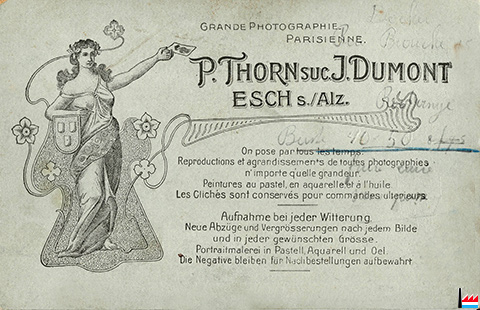 GRANDE PHOTOGRAPHIE
PARISIENNE.
P. THORN SUC. J. DUMONT
ESCH s./Alz.
On pose par tous les temps.
Reproductions et agrandissements de toutes photographies
n'importe quelle grandeur.
Peintures au pastel, en aquarelle et à l'huile.
Les Clichés sont conservés pour commandes ultérieures.
Aufnahme bei jeder Witterung.
Neue Abzüge und Vergrösserungen nach jedem Bilde
und in jeder gewünschten Grösse.
Portraitmalerei in Pastell, Aquarell und Oel.
Die Negative bleiben für Nachbestellungen aufbewahrt.